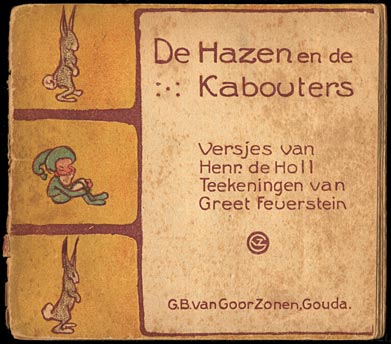 De Hazen en de
:·: Kabouters
Versjes van
Henr. de Holl
Teekeningen van
Greet Feuerstein
G.B. van Goor Zonen, Gouda.